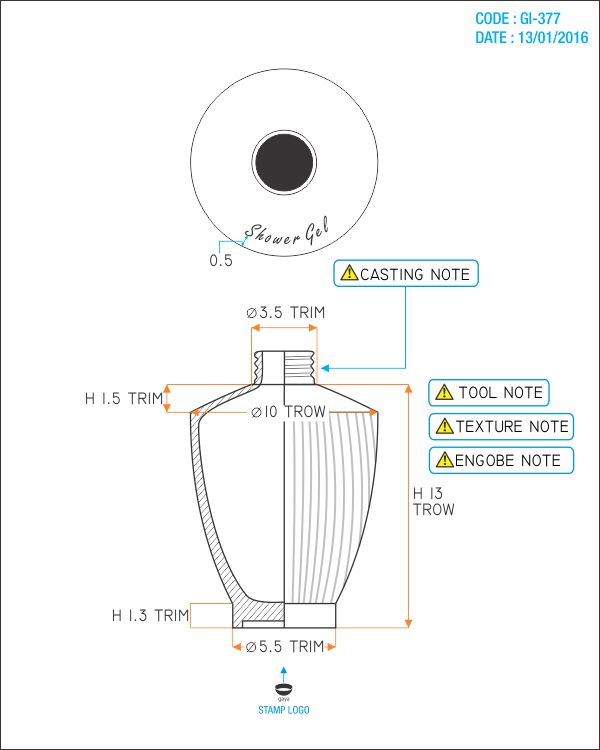 CODE : GI-377
DATE : 13/01/2016
Shower Gel
0.5
CASTING NOTE
⌀3.5 TRIM
H 1.5 TRIM
⌀10 TROW
TOOL NOTE
TEXTURE NOTE
ENGOBE NOTE
H 13
TROW
H 1.3 TRIM
⌀5.5 TRIM
gaya
STAMP LOGO